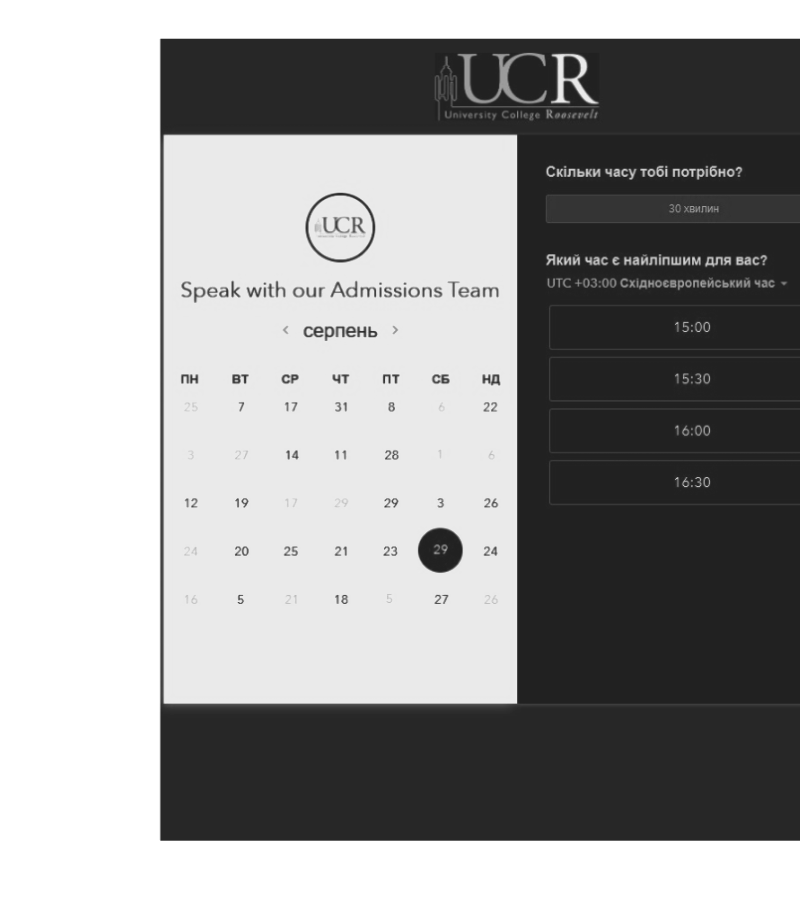 UCR
University College Roosevelt
UCR
Speak with our Admissions Team
‹ серпень ›
ПН ВТ СР ЧТ ПТ СБ НД
25 7 17 31 8 6 22
3 27 14 11 28 1 6
12 19 17 29 29 3 26
24 20 25 21 23 29 24
16 5 21 18 5 27 26
Скільки часу тобі потрібно?
30 хвилин
Який час є найліпшим для вас?
UTC +03:00 Східноєвропейський час
15:00
15:30
16:00
16:30